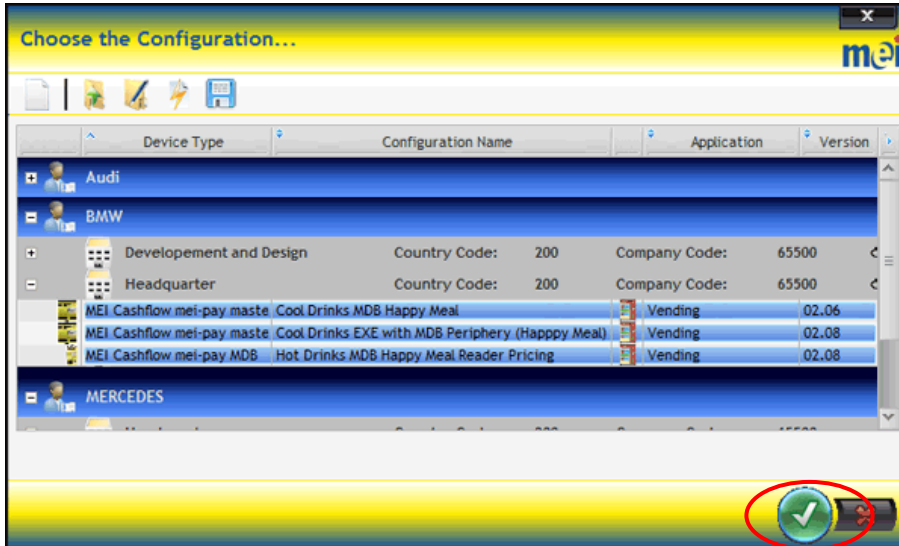 Choose the Configuration...
mei
Device Type Configuration Name Application Version
Audi
BMW
Developement and Design Country Code: 200 Company Code: 65500
Headquarter Country Code: 200 Company Code: 65500
MEI Cashflow mei-pay maste Cool Drinks MDB Happy Meal Vending 02.06
MEI Cashflow mei-pay maste Cool Drinks EXE with MDB Periphery (Happpy Meal) Vending 02.08
MEI Cashflow mei-pay MDB Hot Drinks MDB Happy Meal Reader Pricing Vending 02.08
MERCEDES